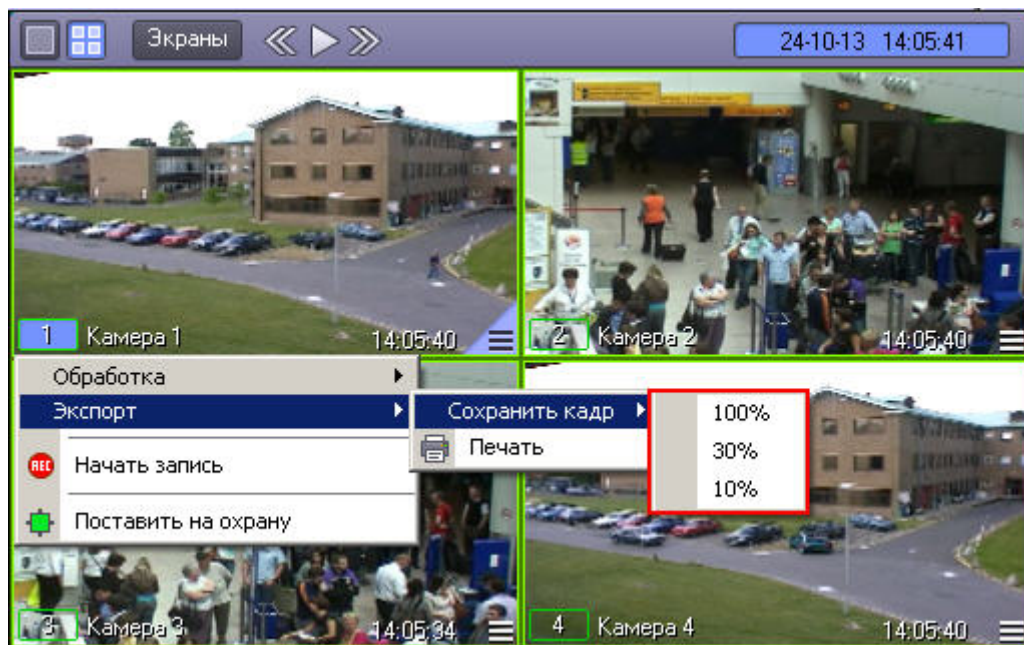 Экраны
24-10-13 14:05:41
1 Камера 1 14:05:40
2 Камера 2 14:05:40
Обработка
Экспорт
Сохранить кадр
100%
Печать
30%
10%
REC Начать запись
Поставить на охрану
3 Камера 3 14:05:34
4 Камера 4 14:05:40